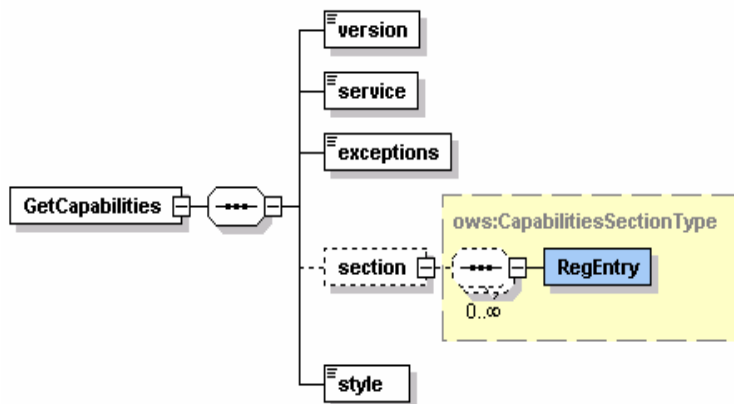 version
service
exceptions
GetCapabilities
ows:CapabilitiesSectionType
section
RegEntry
0..∞
style